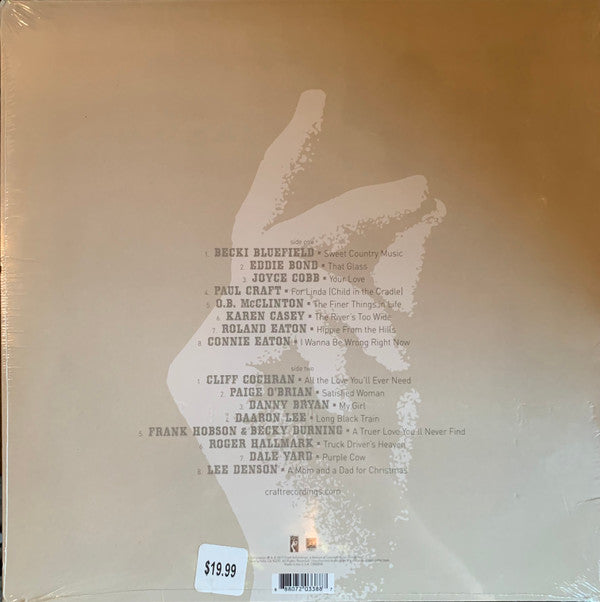 side one
1. BECKI BLUEFIELD ▪ Sweet Country Music
2. EDDIE BOND ▪ That Glass
3. JOYCE COBB ▪ Your Love
4. PAUL CRAFT ▪ For Linda (Child in the Cradle)
5. O.B. McCLINTON ▪ The Finer Things in Life
6. KAREN CASEY ▪ The River's Too Wide
7. ROLAND EATON ▪ Hippie From the Hills
8. CONNIE EATON ▪ I Wanna Be Wrong Right Now
side two
1. CLIFF COCHRAN ▪ All the Love You'll Ever Need
2. PAIGE O'BRIAN ▪ Satisfied Woman
3. DANNY BRYAN ▪ My Girl
4. DAARON LEE ▪ Long Black Train
5. FRANK HOBSON & BECKY DURNING ▪ A Truer Love You'll Never Find
6. ROGER HALLMARK ▪ Truck Driver's Heaven
7. DALE YARD ▪ Purple Cow
8. LEE DENSON ▪ A Mom and a Dad for Christmas
craftrecordings.com
$19.99
8 88072 03388 7